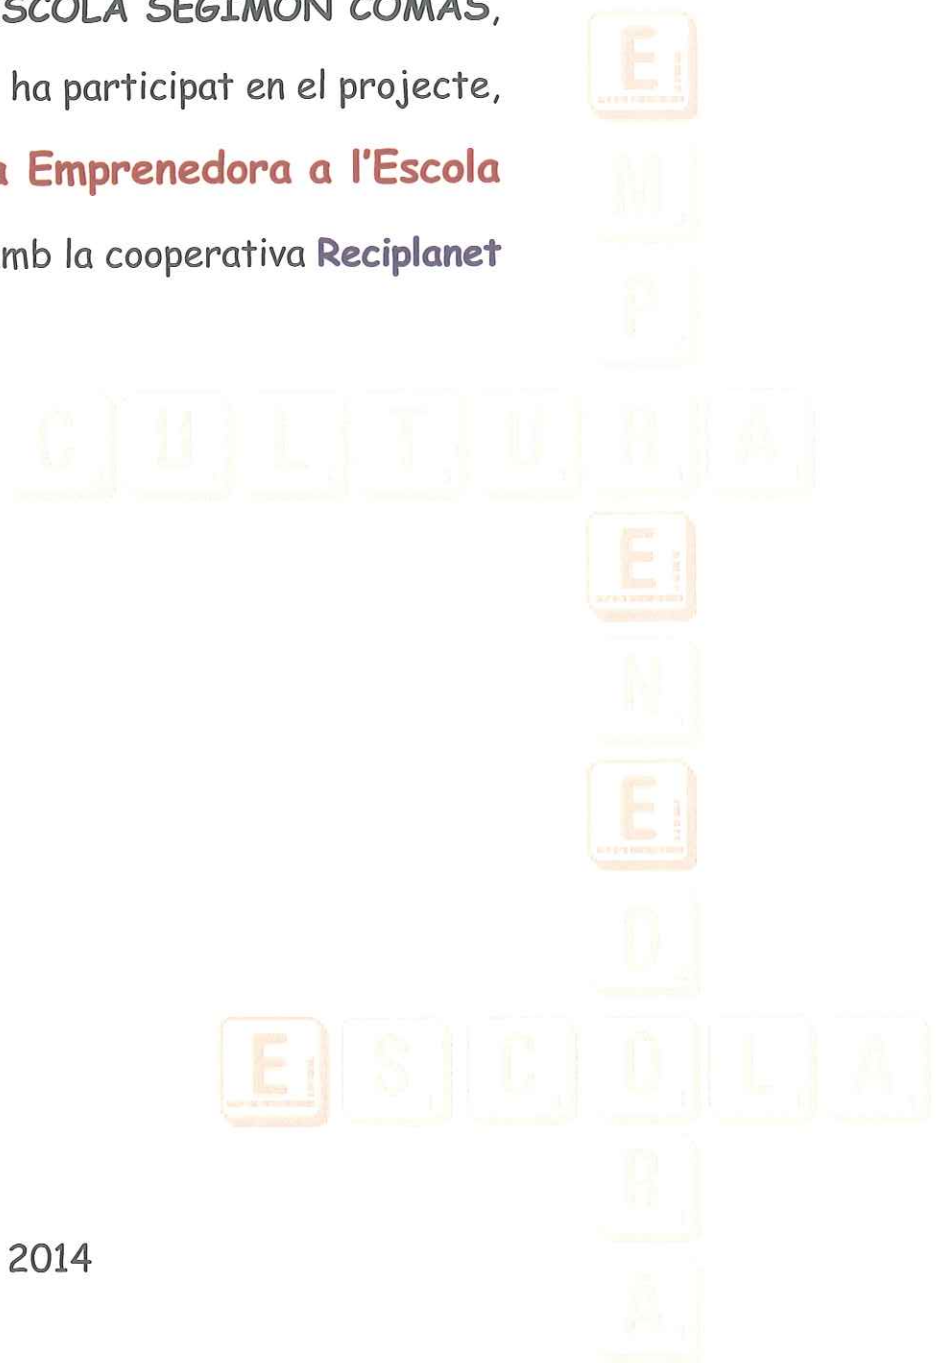 SCOLA SEGIMON COMAS,
ha participat en el projecte,
a Emprenedora a l'Escola
mb la cooperativa Reciplanet
E
M
P
CULTURA
E
N
E
D
ESCOLA
R
A
2014